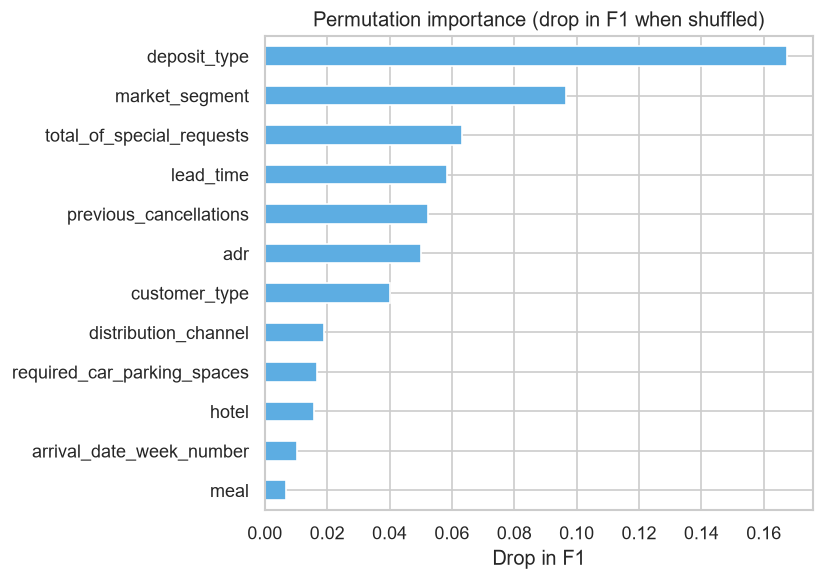 Permutation importance (drop in F1 when shuffled)
deposit_type
market_segment
total_of_special_requests
lead_time
previous_cancellations
adr
customer_type
distribution_channel
required_car_parking_spaces
hotel
arrival_date_week_number
meal
0.00 0.02 0.04 0.06 0.08 0.10 0.12 0.14 0.16
Drop in F1